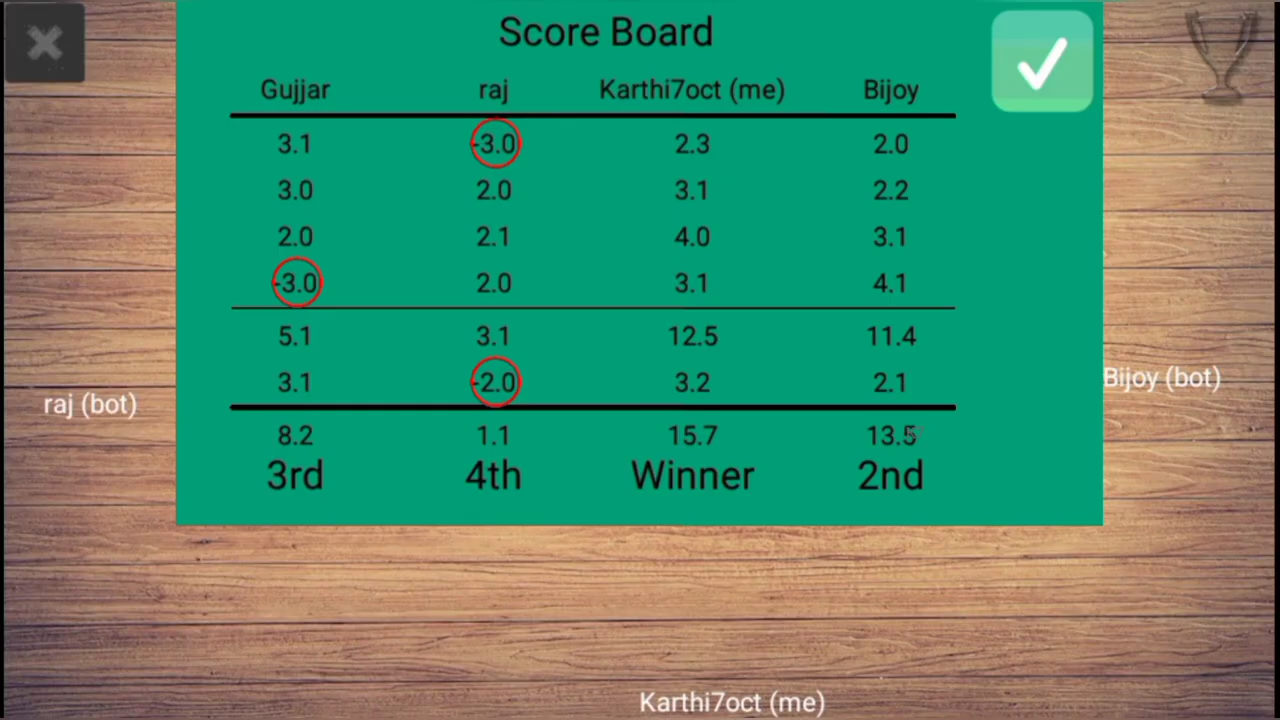 Score Board
Gujjar raj Karthi7oct (me) Bijoy
3.1 -3.0 2.3 2.0
3.0 2.0 3.1 2.2
2.0 2.1 4.0 3.1
-3.0 2.0 3.1 4.1
5.1 3.1 12.5 11.4
3.1 -2.0 3.2 2.1
8.2 1.1 15.7 13.5
3rd 4th Winner 2nd
raj (bot)
Bijoy (bot)
Karthi7oct (me)